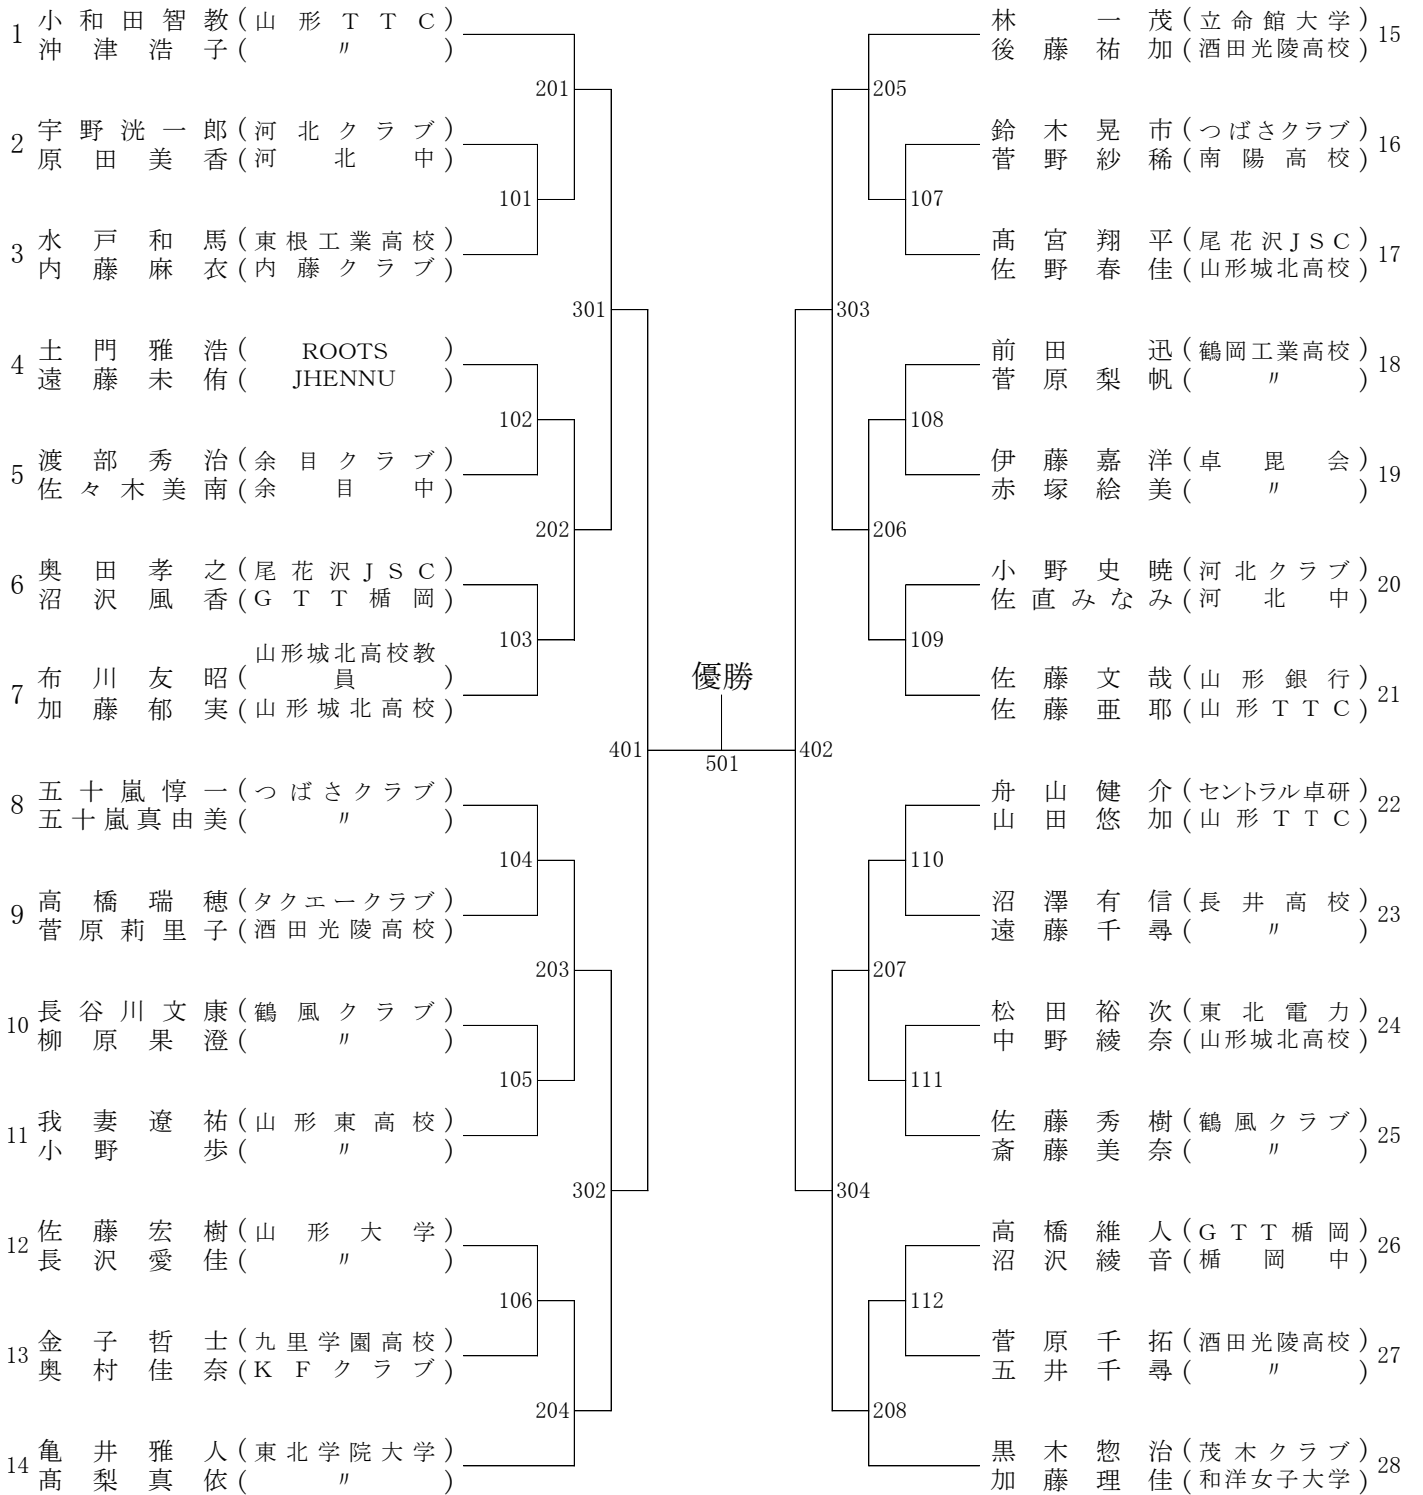 1 小和田智教(山形TTC)
沖津浩子(〃)
2 宇野洸一郎(河北クラブ)
原田美香(河北中)
3 水戸和馬(東根工業高校)
内藤麻衣(内藤クラブ)
4 土門雅浩(ROOTS)
遠藤未侑(JHENNU)
5 渡部秀治(余目クラブ)
佐々木美南(余目中)
6 奥田孝之(尾花沢JSC)
沼沢風香(GTT楯岡)
7 布川友昭(山形城北高校教員)
加藤郁実(山形城北高校)
8 五十嵐惇一(つばさクラブ)
五十嵐真由美(〃)
9 高橋瑞穂(タクエークラブ)
菅原莉里子(酒田光陵高校)
10 長谷川文康(鶴風クラブ)
柳原果澄(〃)
11 我妻遼祐(山形東高校)
小野歩(〃)
12 佐藤宏樹(山形大学)
長沢愛佳(〃)
13 金子哲士(九里学園高校)
奥村佳奈(KFクラブ)
14 亀井雅人(東北学院大学)
髙梨真依(〃)
101
102
103
104
105
106
201
202
203
204
301
302
401
優勝
501
402
303
304
205
206
207
208
107
108
109
110
111
112
林一茂(立命館大学) 15
後藤祐加(酒田光陵高校)
鈴木晃市(つばさクラブ) 16
菅野紗稀(南陽高校)
髙宮翔平(尾花沢JSC) 17
佐野春佳(山形城北高校)
前田迅(鶴岡工業高校) 18
菅原梨帆(〃)
伊藤嘉洋(卓毘会) 19
赤塚絵美(〃)
小野史暁(河北クラブ) 20
佐直みなみ(河北中)
佐藤文哉(山形銀行) 21
佐藤亜耶(山形TTC)
舟山健介(セントラル卓研) 22
山田悠加(山形TTC)
沼澤有信(長井高校) 23
遠藤千尋(〃)
松田裕次(東北電力) 24
中野綾奈(山形城北高校)
佐藤秀樹(鶴風クラブ) 25
斎藤美奈(〃)
高橋維人(GTT楯岡) 26
沼沢綾音(楯岡中)
菅原千拓(酒田光陵高校) 27
五井千尋(〃)
黒木惣治(茂木クラブ) 28
加藤理佳(和洋女子大学)